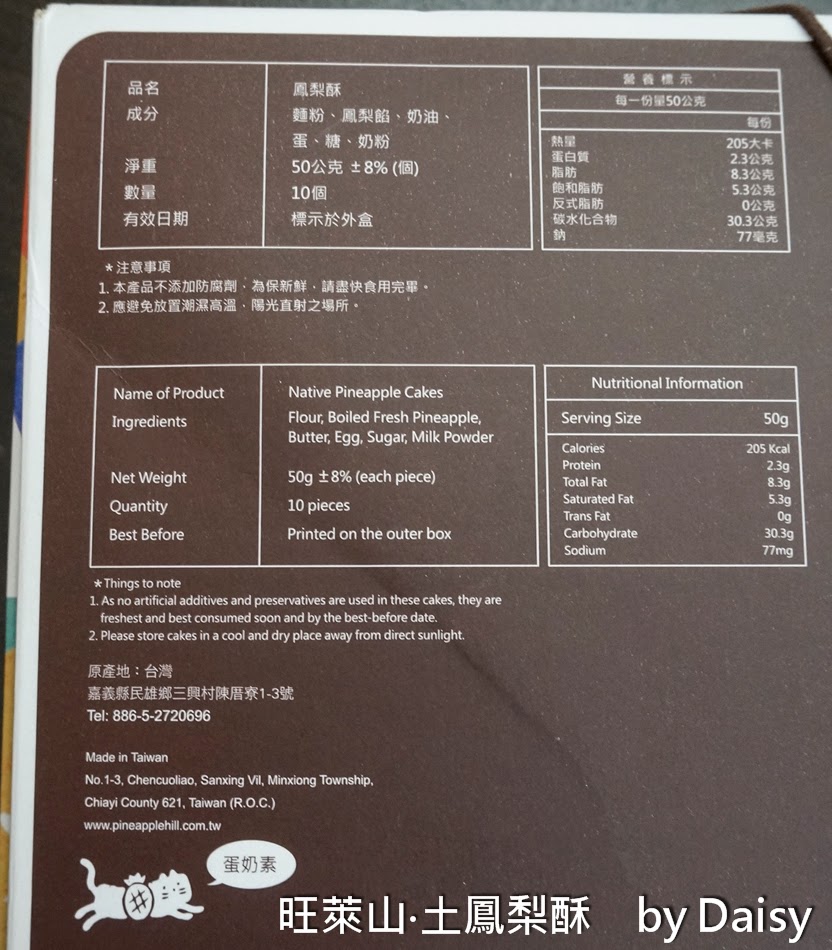 品名 鳳梨酥
成分 麵粉、鳳梨餡、奶油、
蛋、糖、奶粉
淨重 50公克 ±8% (個)
數量 10個
有效日期 標示於外盒
營養標示
每一份量50公克
每份
熱量 205大卡
蛋白質 2.3公克
脂肪 8.3公克
飽和脂肪 5.3公克
反式脂肪 0公克
碳水化合物 30.3公克
鈉 77毫克
*注意事項
1. 本產品不添加防腐劑，為保新鮮，請盡快食用完畢。
2. 應避免放置潮濕高溫，陽光直射之場所。
Name of Product Native Pineapple Cakes
Ingredients Flour, Boiled Fresh Pineapple,
Butter, Egg, Sugar, Milk Powder
Net Weight 50g ±8% (each piece)
Quantity 10 pieces
Best Before Printed on the outer box
Nutritional Information
Serving Size 50g
Calories 205 Kcal
Protein 2.3g
Total Fat 8.3g
Saturated Fat 5.3g
Trans Fat 0g
Carbohydrate 30.3g
Sodium 77mg
*Things to note
1. As no artificial additives and preservatives are used in these cakes, they are
freshest and best consumed soon and by the best-before date.
2. Please store cakes in a cool and dry place away from direct sunlight.
原產地：台灣
嘉義縣民雄鄉三興村陳厝寮1-3號
Tel: 886-5-2720696
Made in Taiwan
No.1-3, Chencuoliao, Sanxing Vil, Minxiong Township,
Chiayi County 621, Taiwan (R.O.C.)
www.pineapplehill.com.tw
蛋奶素
旺萊山·土鳳梨酥 by Daisy